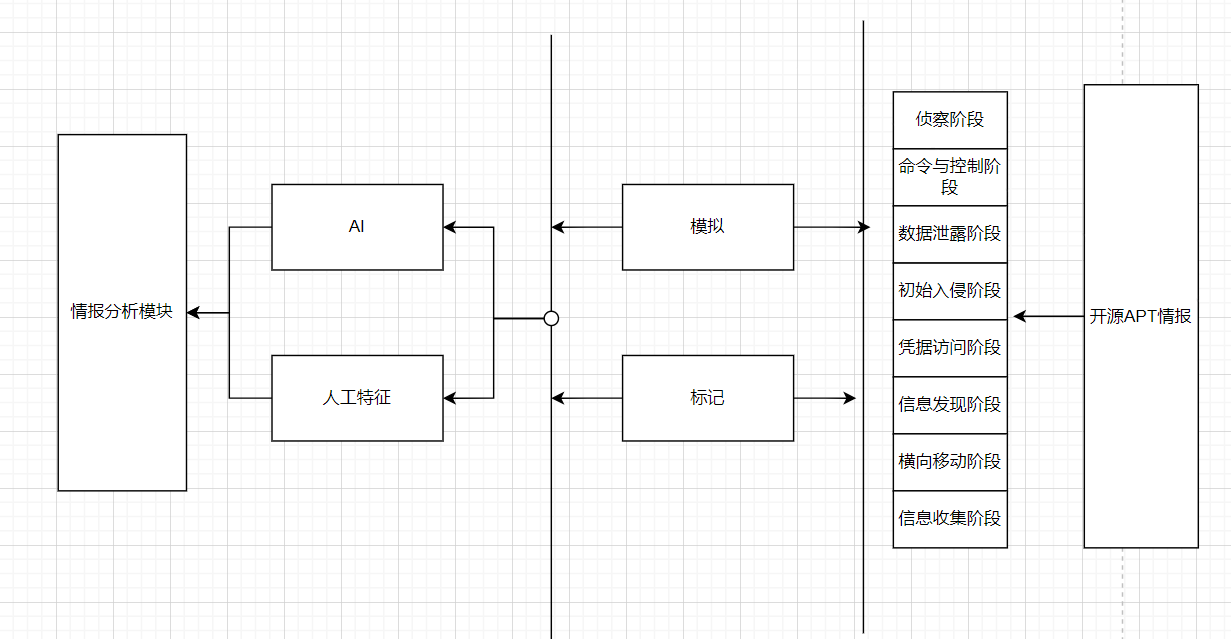 情报分析模块
AI
人工特征
模拟
标记
侦察阶段
命令与控制阶
段
数据泄露阶段
初始入侵阶段
凭据访问阶段
信息发现阶段
横向移动阶段
信息收集阶段
开源APT情报